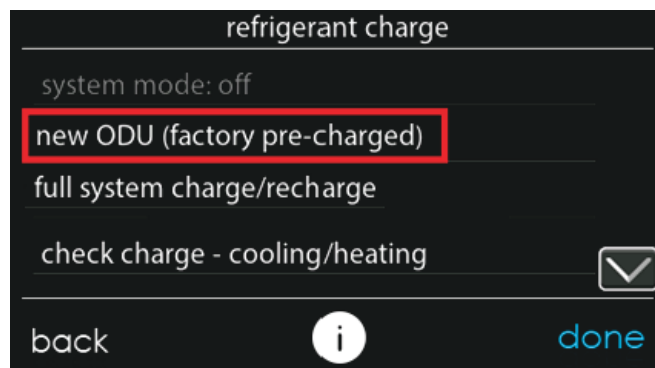 refrigerant charge
system mode: off
new ODU (factory pre-charged)
full system charge/recharge
check charge - cooling/heating
back i done